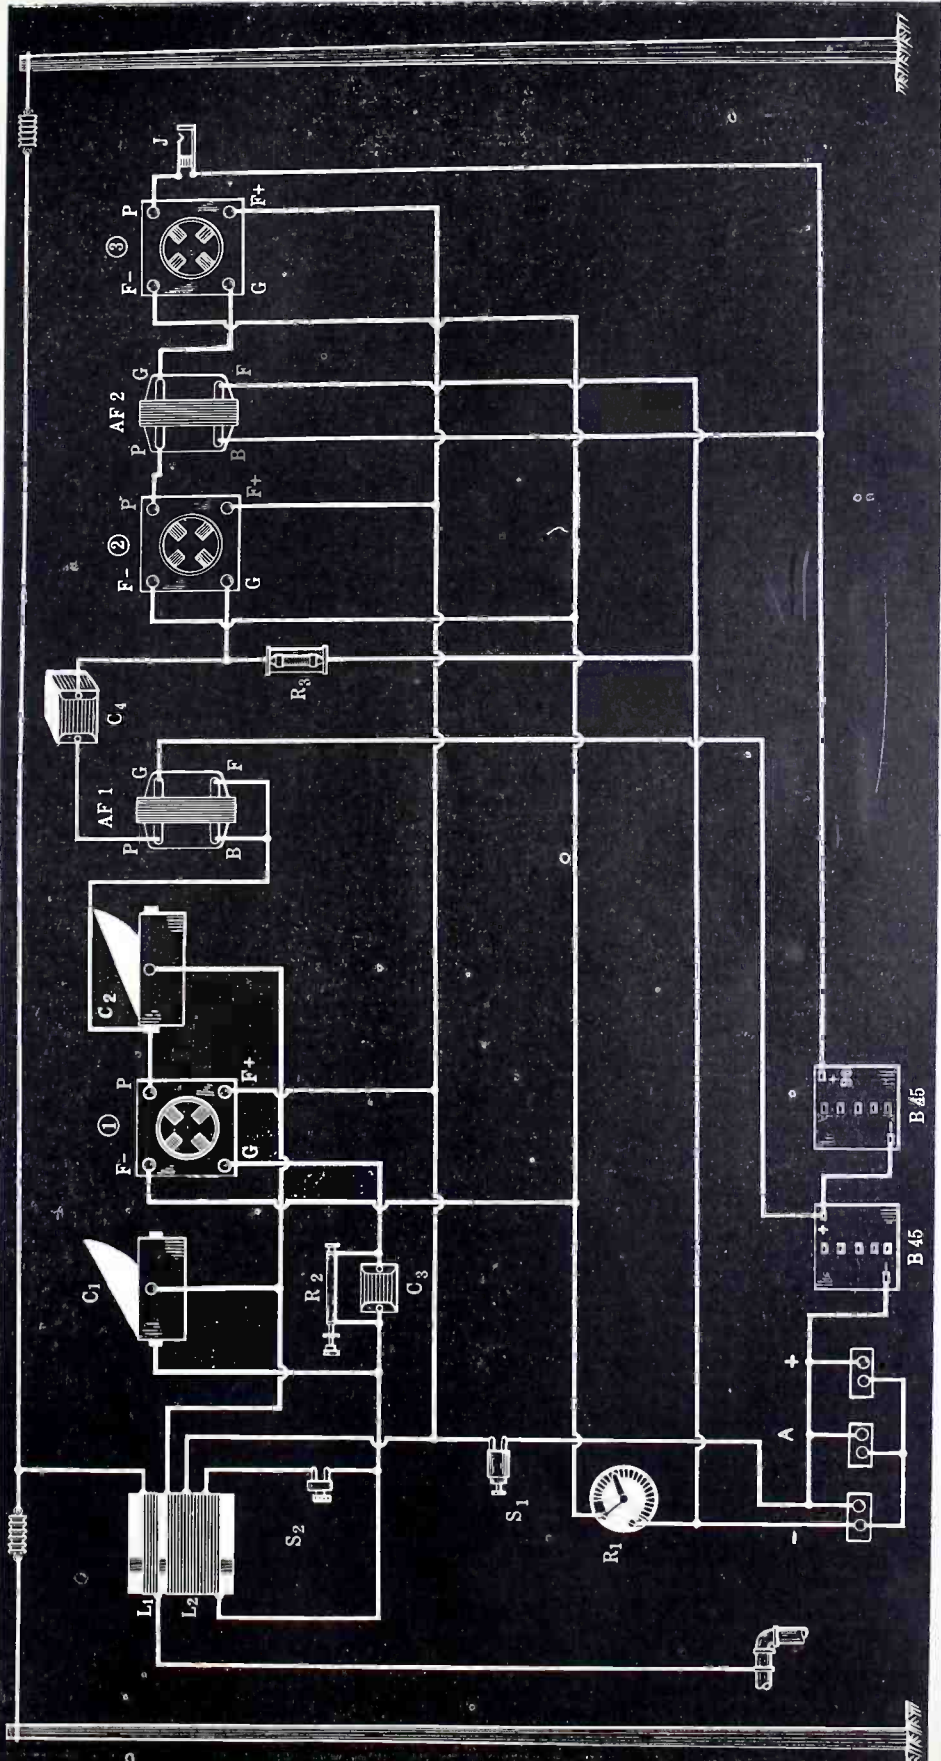 C1
C2
C4
L1
F-
①
P
P
AF 1
G
F-
②
P
P
AF 2
G
F-
③
P
J
L2
B
F
G
F+
G
F+
B
F
G
F+
S2
R2
R3
C3
S1
R1
-
A
+
+
+
90
-
-
B 45
B 45